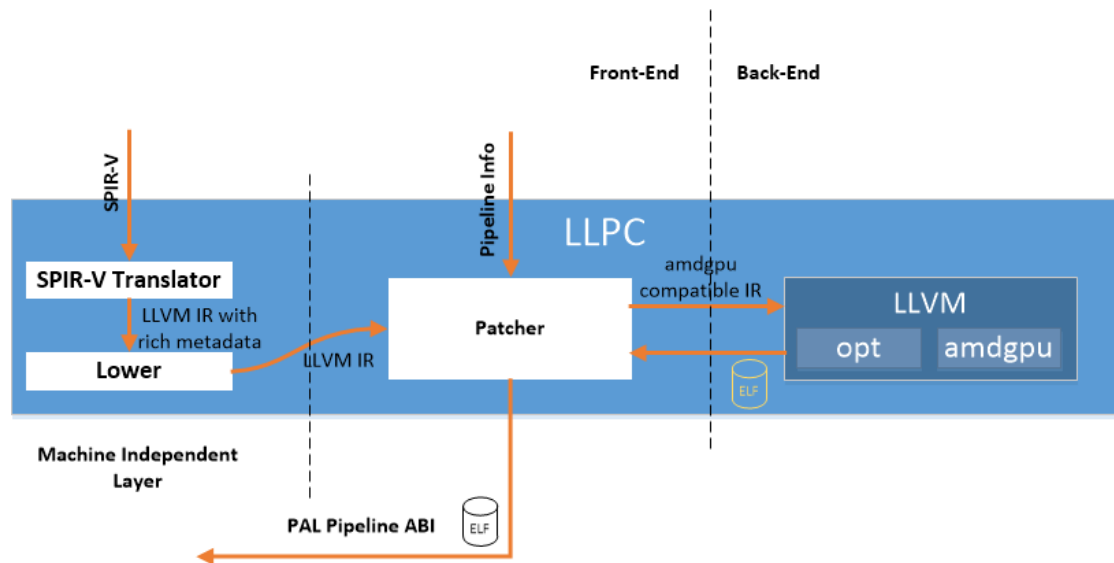 Front-End
Back-End
SPIR-V
Pipeline Info
LLPC
SPIR-V Translator
LLVM IR with
rich metadata
Lower
LLVM IR
Patcher
amdgpu
compatible IR
LLVM
opt
amdgpu
ELF
Machine Independent
Layer
PAL Pipeline ABI
ELF